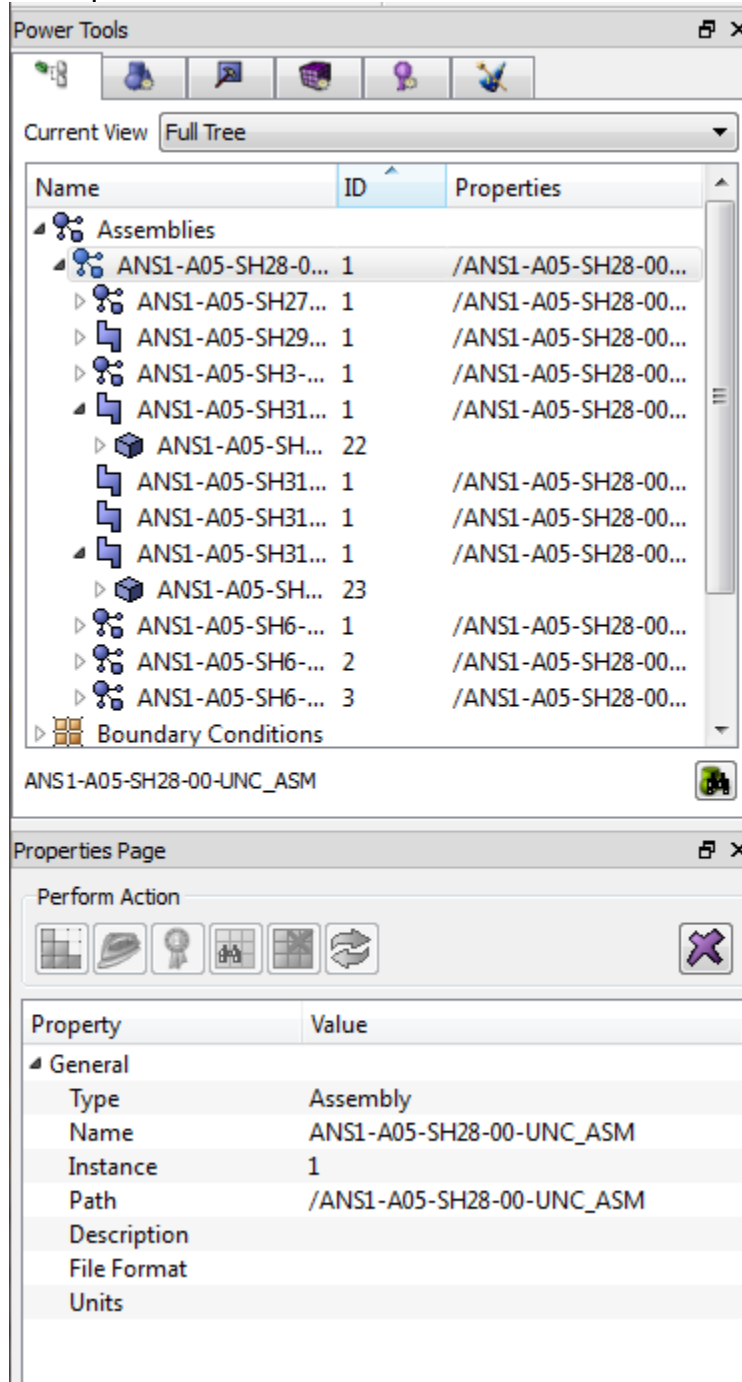 Power Tools
Current View Full Tree
Name ID Properties
Assemblies
ANS1-A05-SH28-0... 1 /ANS1-A05-SH28-00...
ANS1-A05-SH27... 1 /ANS1-A05-SH28-00...
ANS1-A05-SH29... 1 /ANS1-A05-SH28-00...
ANS1-A05-SH3-... 1 /ANS1-A05-SH28-00...
ANS1-A05-SH31... 1 /ANS1-A05-SH28-00...
ANS1-A05-SH... 22
ANS1-A05-SH31... 1 /ANS1-A05-SH28-00...
ANS1-A05-SH31... 1 /ANS1-A05-SH28-00...
ANS1-A05-SH31... 1 /ANS1-A05-SH28-00...
ANS1-A05-SH... 23
ANS1-A05-SH6-... 1 /ANS1-A05-SH28-00...
ANS1-A05-SH6-... 2 /ANS1-A05-SH28-00...
ANS1-A05-SH6-... 3 /ANS1-A05-SH28-00...
Boundary Conditions
ANS1-A05-SH28-00-UNC_ASM
Properties Page
Perform Action
Property Value
General
Type Assembly
Name ANS1-A05-SH28-00-UNC_ASM
Instance 1
Path /ANS1-A05-SH28-00-UNC_ASM
Description
File Format
Units